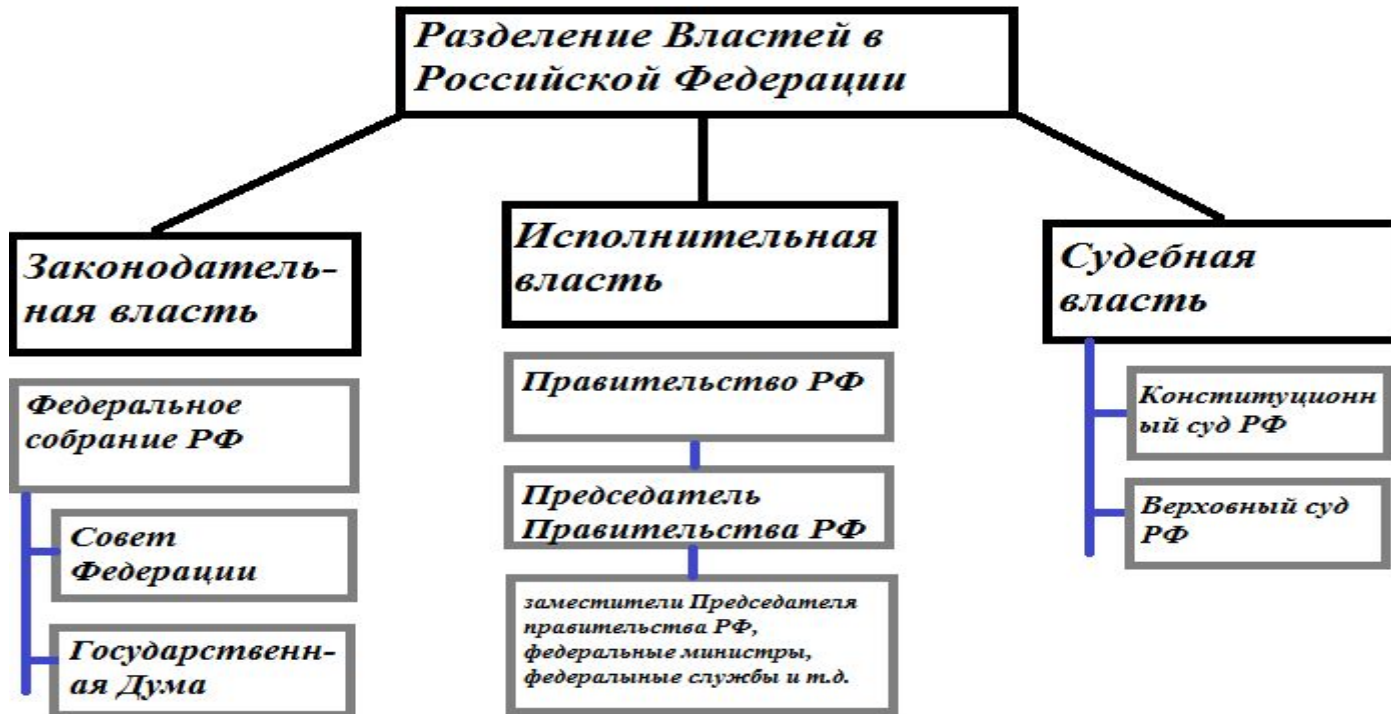 Разделение Властей в
Российской Федерации
Законодатель-
ная власть
Федеральное
собрание РФ
Совет
Федерации
Государственн-
ая Дума
Исполнительная
власть
Правительство РФ
Председатель
Правительства РФ
заместители Председателя
правительства РФ,
федеральные министры,
федералыные службы и т.д.
Судебная
власть
Конституционн
ый суд РФ
Верховный суд
РФ